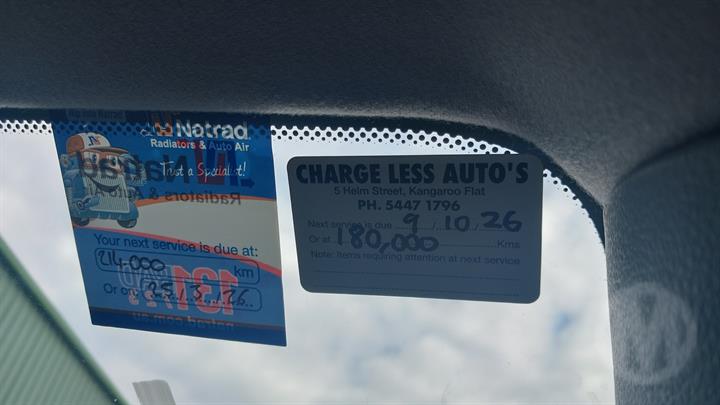 Natrad
Radiators & Auto Air
Trust a Specialist!
Your next service is due at:
214000 km
Or on 25/3/26
CHARGE LESS AUTO'S
5 Helm Street, Kangaroo Flat
PH. 5447 1796
Next service is due 9/10/26
Or at 180,000 Kms
Note: Items requiring attention at next service